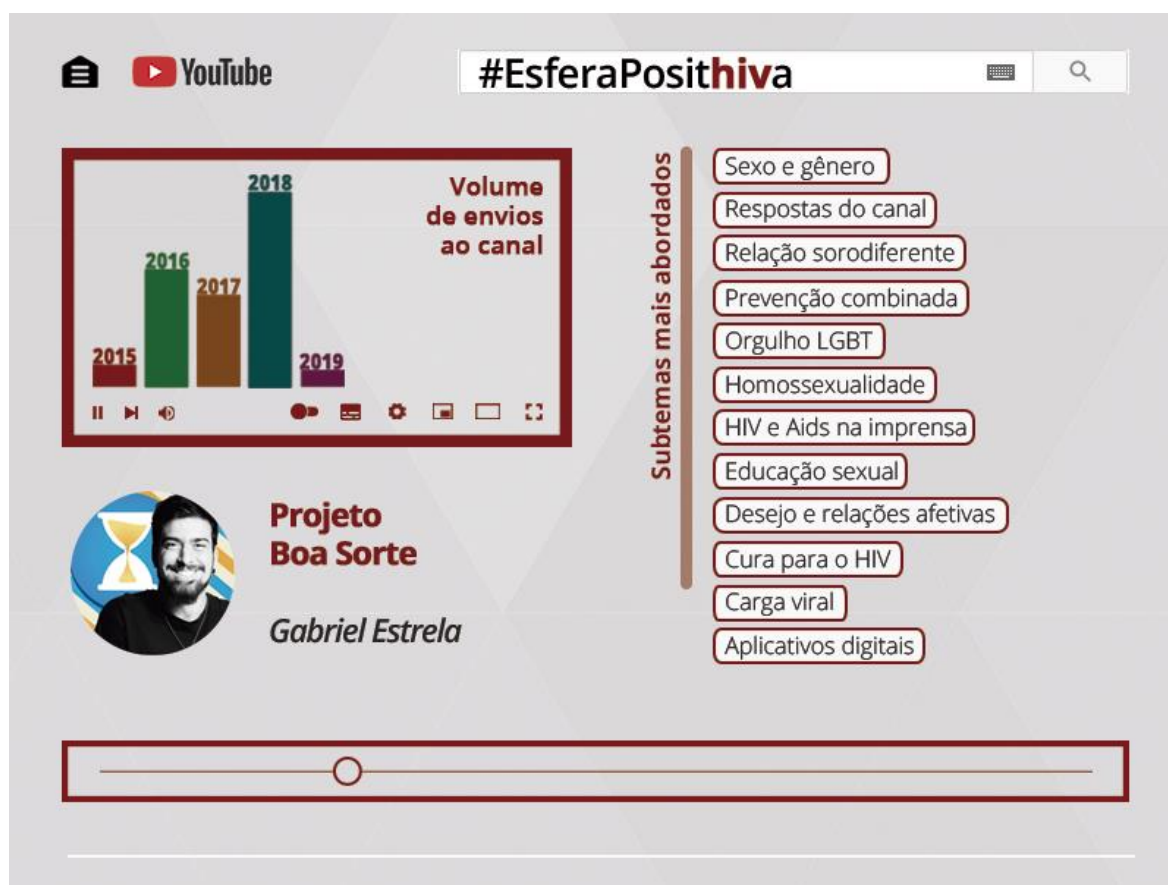 YouTube
#EsferaPosithiva
Volume
de envios
ao canal
2015
2016
2017
2018
2019
Projeto
Boa Sorte
Gabriel Estrela
Subtemas mais abordados
Sexo e gênero
Respostas do canal
Relação sorodiferente
Prevenção combinada
Orgulho LGBT
Homossexualidade
HIV e Aids na imprensa
Educação sexual
Desejo e relações afetivas
Cura para o HIV
Carga viral
Aplicativos digitais